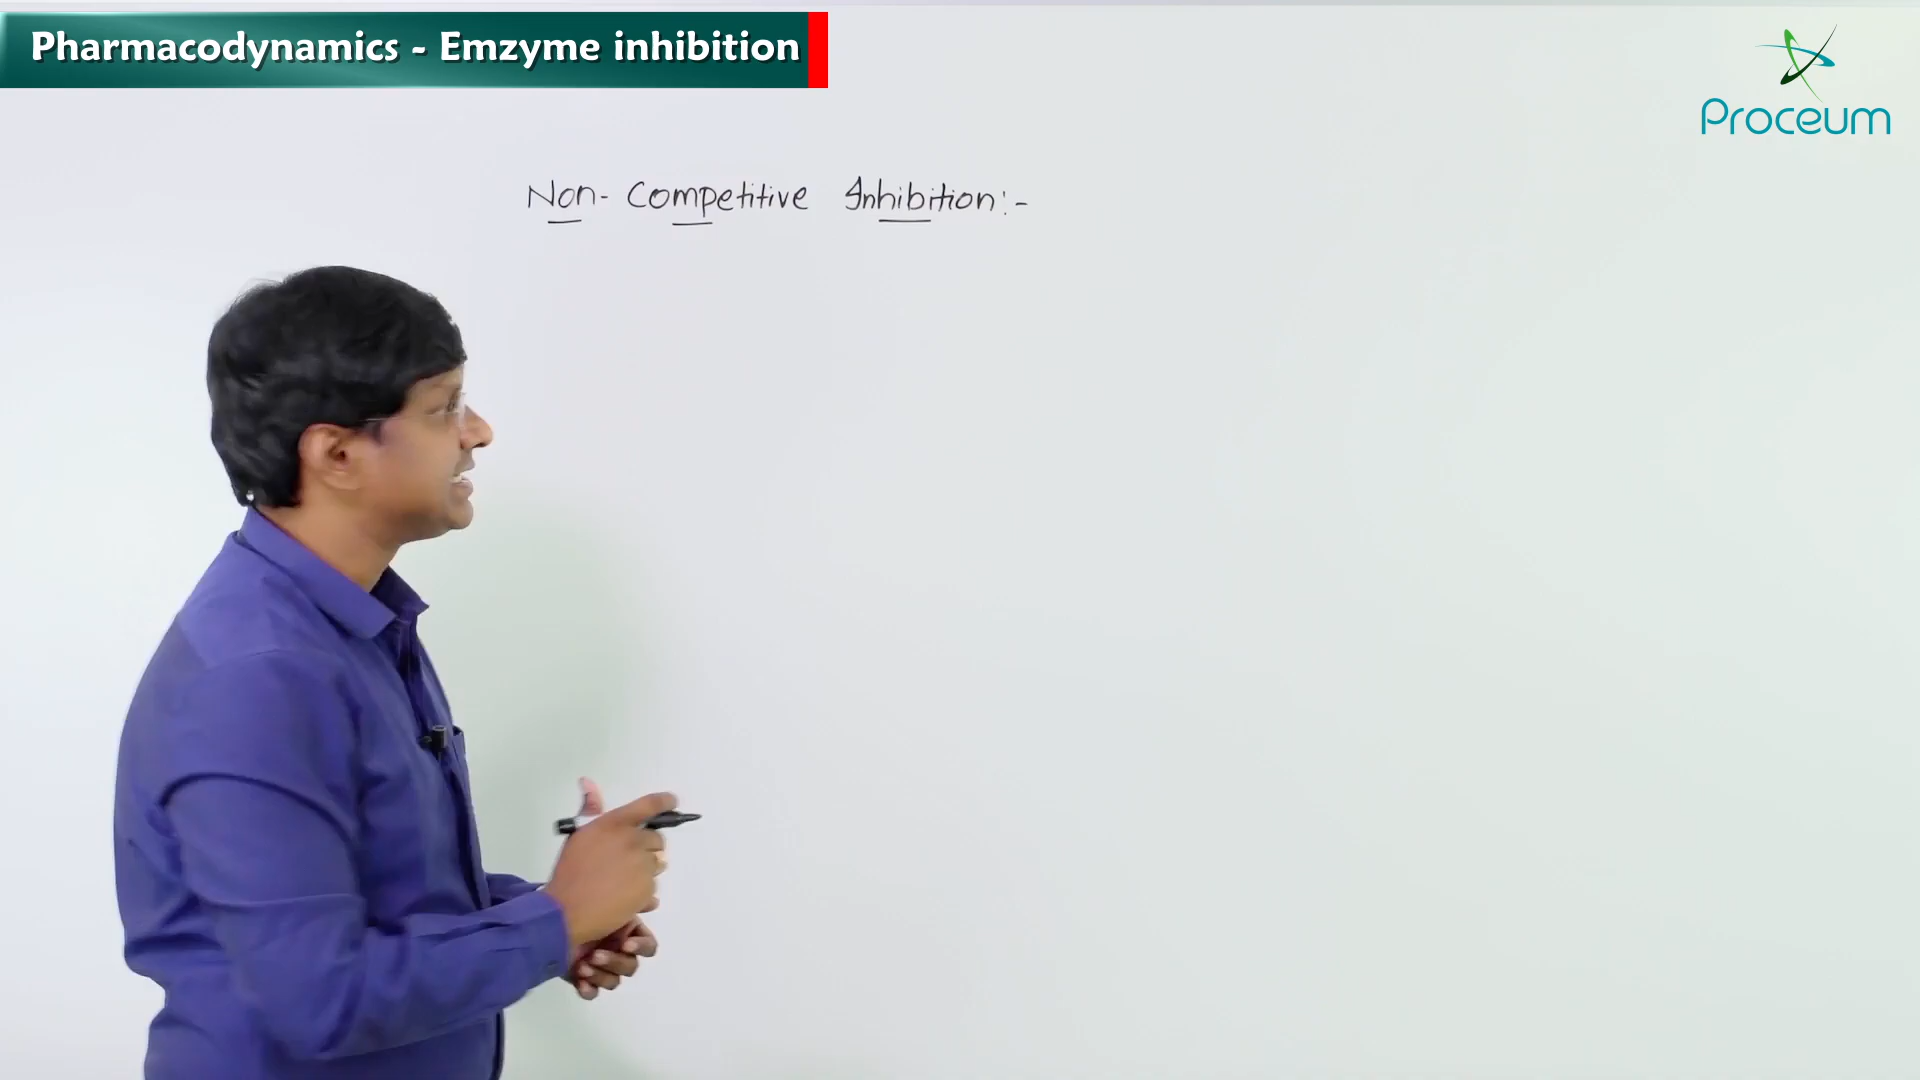 Pharmacodynamics - Emzyme inhibition
Proceum
Non- Competitive Inhibition:-